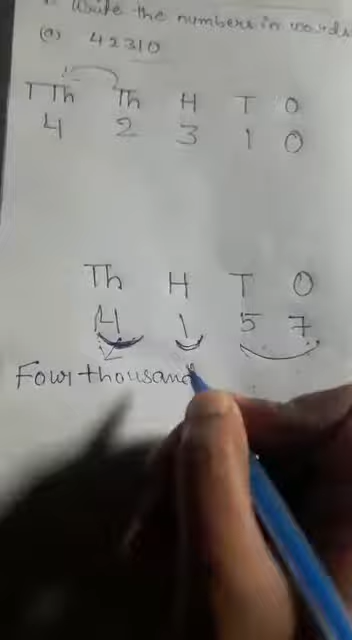 Write the numbers in words
(a) 42310
TTh Th H T O
4 2 3 1 0
Th H T O
4 1 5 7
Four thousand